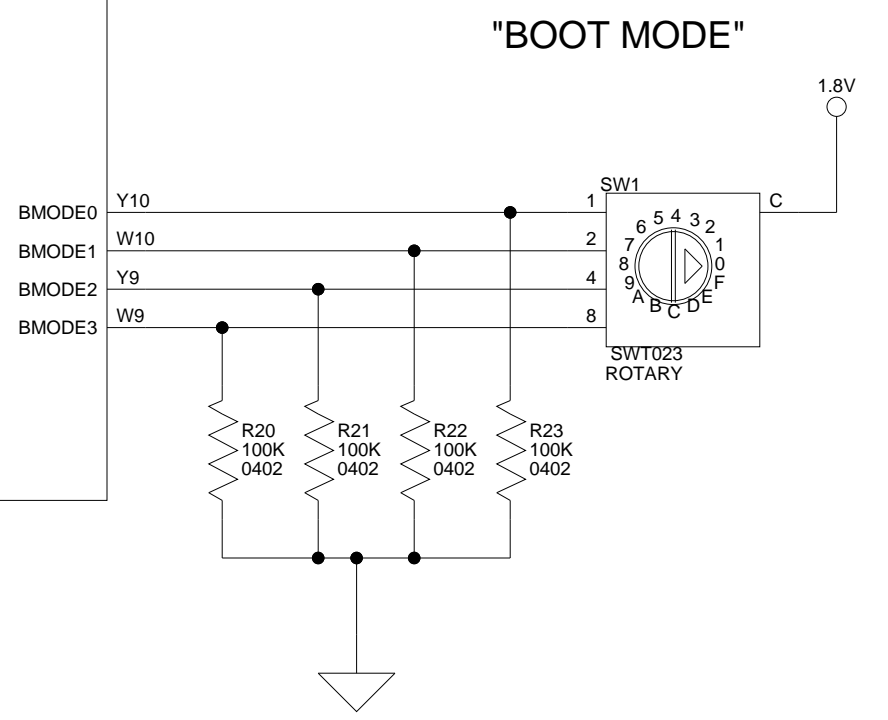 "BOOT MODE"
1.8V
SW1
BMODE0 Y10 1 C
BMODE1 W10 2
BMODE2 Y9 4
BMODE3 W9 8
0 1 2 3 4 5 6 7 8 9 A B C D E F
SWT023
ROTARY
R20 R21 R22 R23
100K 100K 100K 100K
0402 0402 0402 0402